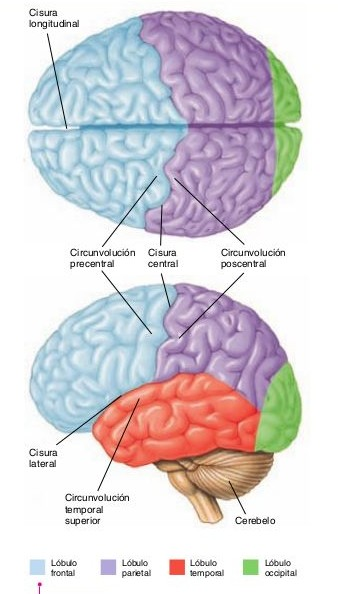 Cisura
longitudinal
Circunvolución
precentral
Cisura
central
Circunvolución
poscentral
Cisura
lateral
Circunvolución
temporal
superior
Cerebelo
Lóbulo
frontal
Lóbulo
parietal
Lóbulo
temporal
Lóbulo
occipital